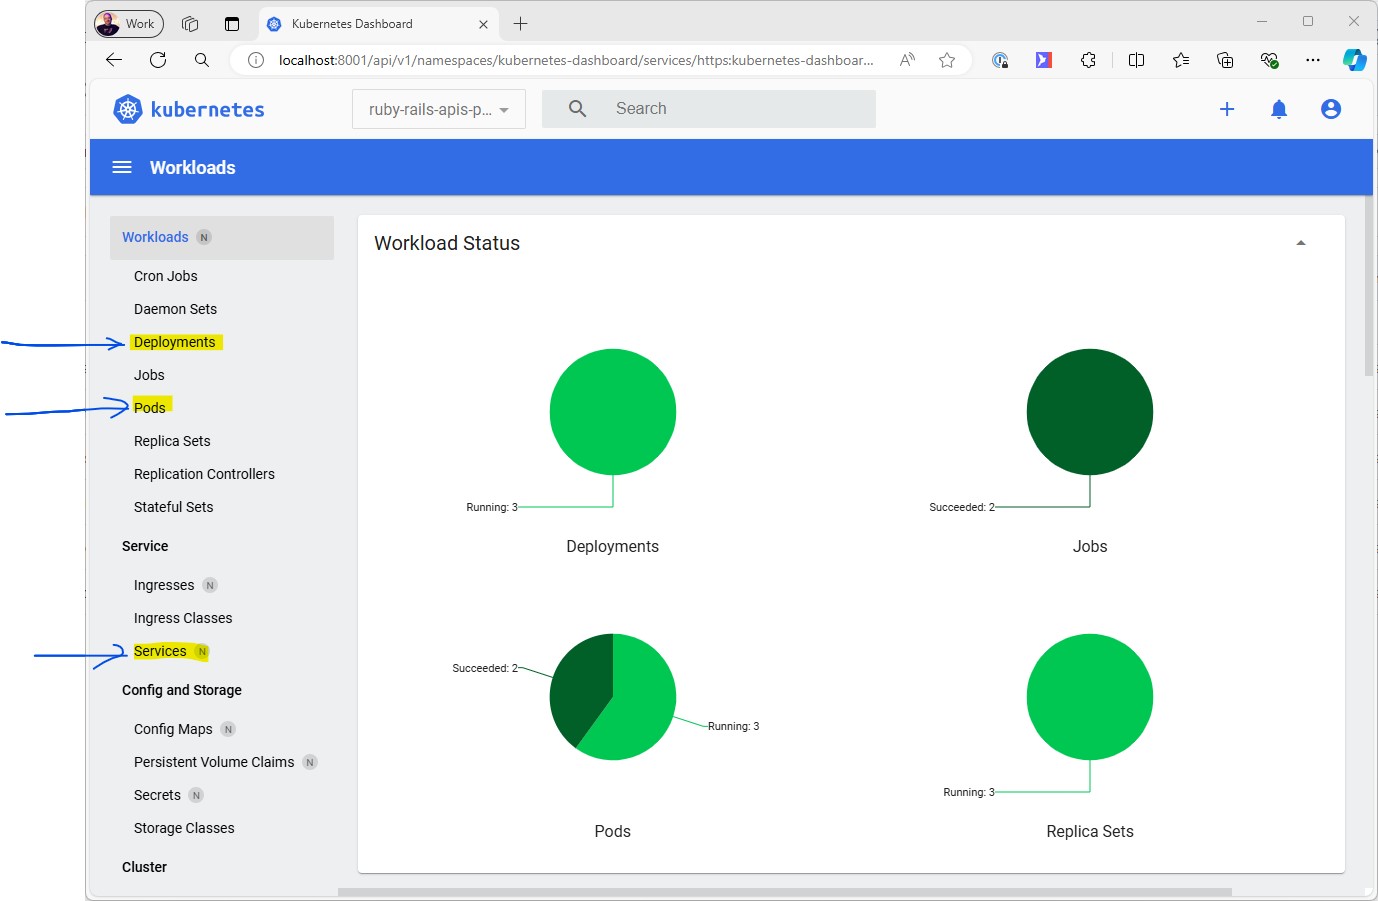 Work
Kubernetes Dashboard
localhost:8001/api/v1/namespaces/kubernetes-dashboard/services/https:kubernetes-dashboar...
kubernetes
ruby-rails-apis-p...
Search
Workloads
Workloads N
Cron Jobs
Daemon Sets
Deployments
Jobs
Pods
Replica Sets
Replication Controllers
Stateful Sets
Service
Ingresses N
Ingress Classes
Services N
Config and Storage
Config Maps N
Persistent Volume Claims N
Secrets N
Storage Classes
Cluster
Workload Status
Running: 3
Deployments
Succeeded: 2
Jobs
Succeeded: 2
Running: 3
Pods
Running: 3
Replica Sets